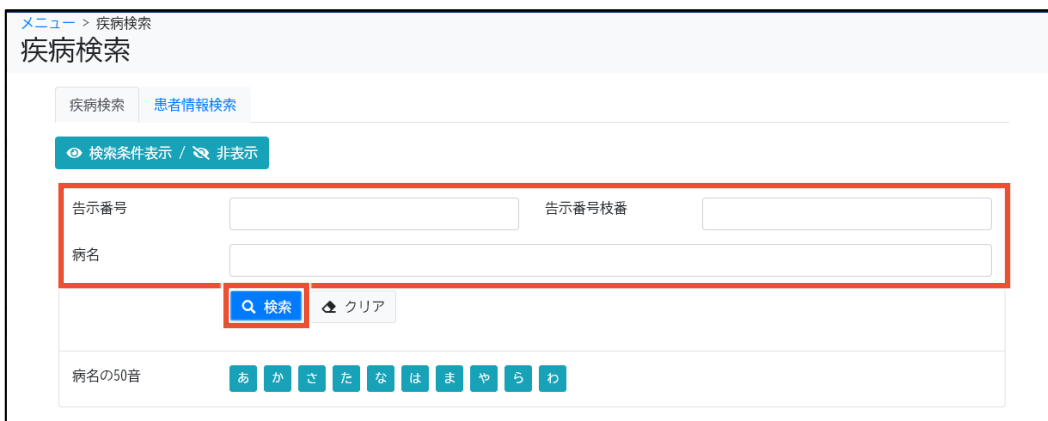 メニュー > 疾病検索
疾病検索
疾病検索 患者情報検索
検索条件表示 / 非表示
告示番号 告示番号枝番
病名
検索 クリア
病名の50音 あ か さ た な は ま や ら わ